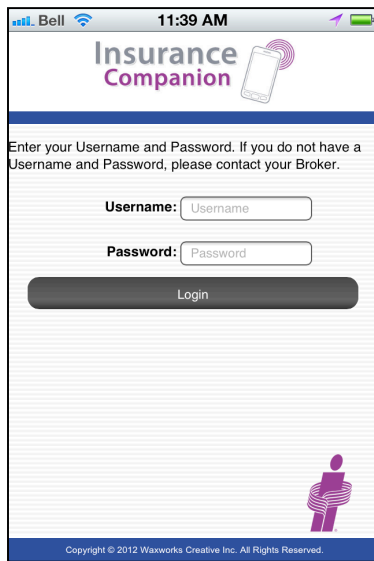 Bell 11:39 AM
Insurance
Companion
Enter your Username and Password. If you do not have a
Username and Password, please contact your Broker.
Username: Username
Password: Password
Login
Copyright © 2012 Waxworks Creative Inc. All Rights Reserved.